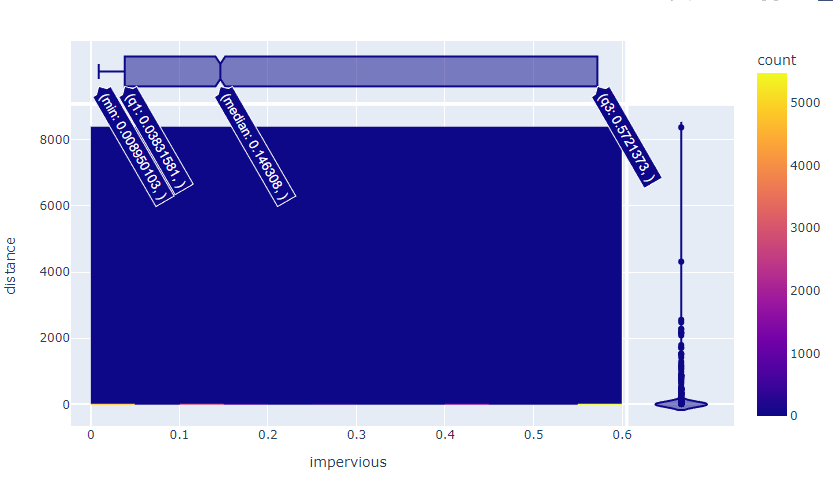 count
(min: 0.008950103, )
(q1: 0.03831581, )
(median: 0.146308, )
(q3: 0.5721373, )
8000
6000
4000
2000
0
distance
0
0.1
0.2
0.3
0.4
0.5
0.6
impervious
5000
4000
3000
2000
1000
0